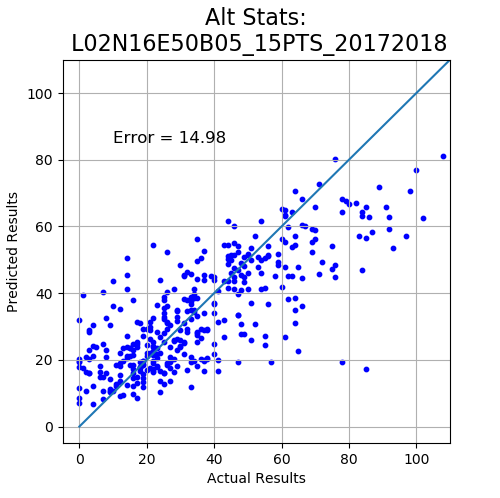 Alt Stats:
L02N16E50B05_15PTS_20172018
Error = 14.98
Predicted Results
100
80
60
40
20
0
0 20 40 60 80 100
Actual Results